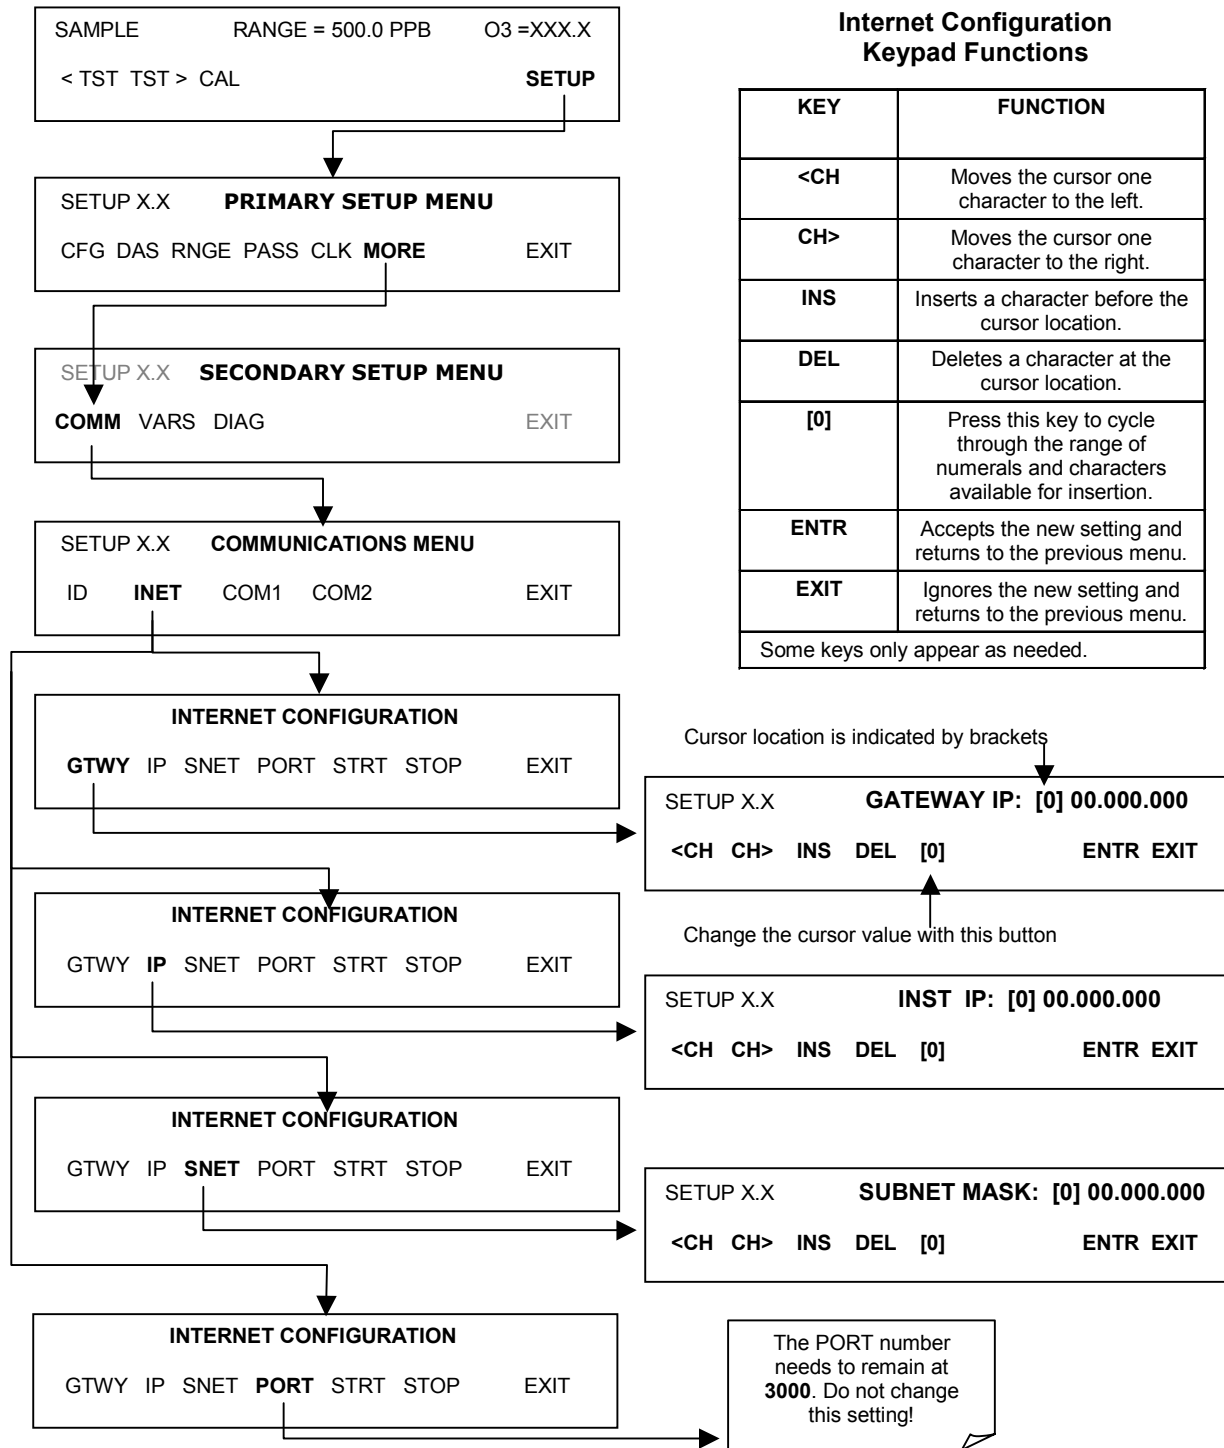 SAMPLE RANGE = 500.0 PPB O3 =XXX.X
< TST TST > CAL SETUP
SETUP X.X PRIMARY SETUP MENU
CFG DAS RNGE PASS CLK MORE EXIT
SETUP X.X SECONDARY SETUP MENU
COMM VARS DIAG EXIT
SETUP X.X COMMUNICATIONS MENU
ID INET COM1 COM2 EXIT
Internet Configuration
Keypad Functions
KEY FUNCTION
<CH Moves the cursor one
character to the left.
CH> Moves the cursor one
character to the right.
INS Inserts a character before the
cursor location.
DEL Deletes a character at the
cursor location.
[0] Press this key to cycle
through the range of
numerals and characters
available for insertion.
ENTR Accepts the new setting and
returns to the previous menu.
EXIT Ignores the new setting and
returns to the previous menu.
Some keys only appear as needed.
INTERNET CONFIGURATION
GTWY IP SNET PORT STRT STOP EXIT
Cursor location is indicated by brackets
SETUP X.X GATEWAY IP: [0] 00.000.000
<CH CH> INS DEL [0] ENTR EXIT
Change the cursor value with this button
INTERNET CONFIGURATION
GTWY IP SNET PORT STRT STOP EXIT
SETUP X.X INST IP: [0] 00.000.000
<CH CH> INS DEL [0] ENTR EXIT
INTERNET CONFIGURATION
GTWY IP SNET PORT STRT STOP EXIT
SETUP X.X SUBNET MASK: [0] 00.000.000
<CH CH> INS DEL [0] ENTR EXIT
INTERNET CONFIGURATION
GTWY IP SNET PORT STRT STOP EXIT
The PORT number
needs to remain at
3000. Do not change
this setting!